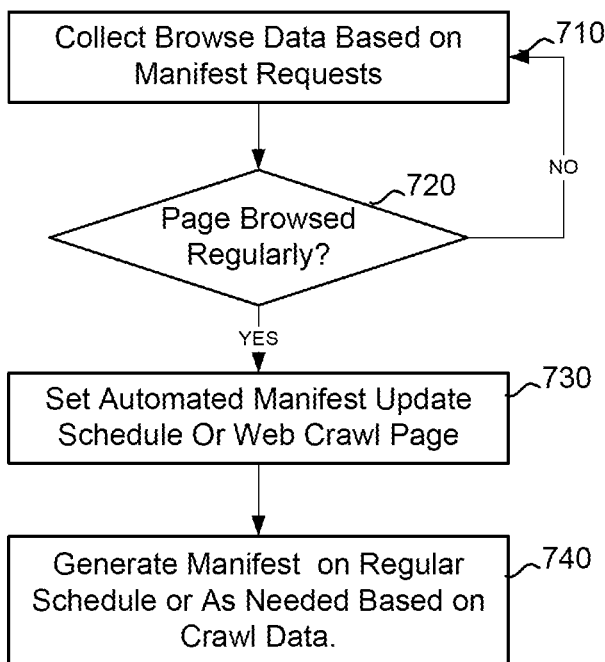 Collect Browse Data Based on
Manifest Requests
710
NO
720
Page Browsed
Regularly?
YES
730
Set Automated Manifest Update
Schedule Or Web Crawl Page
740
Generate Manifest on Regular
Schedule or As Needed Based on
Crawl Data.